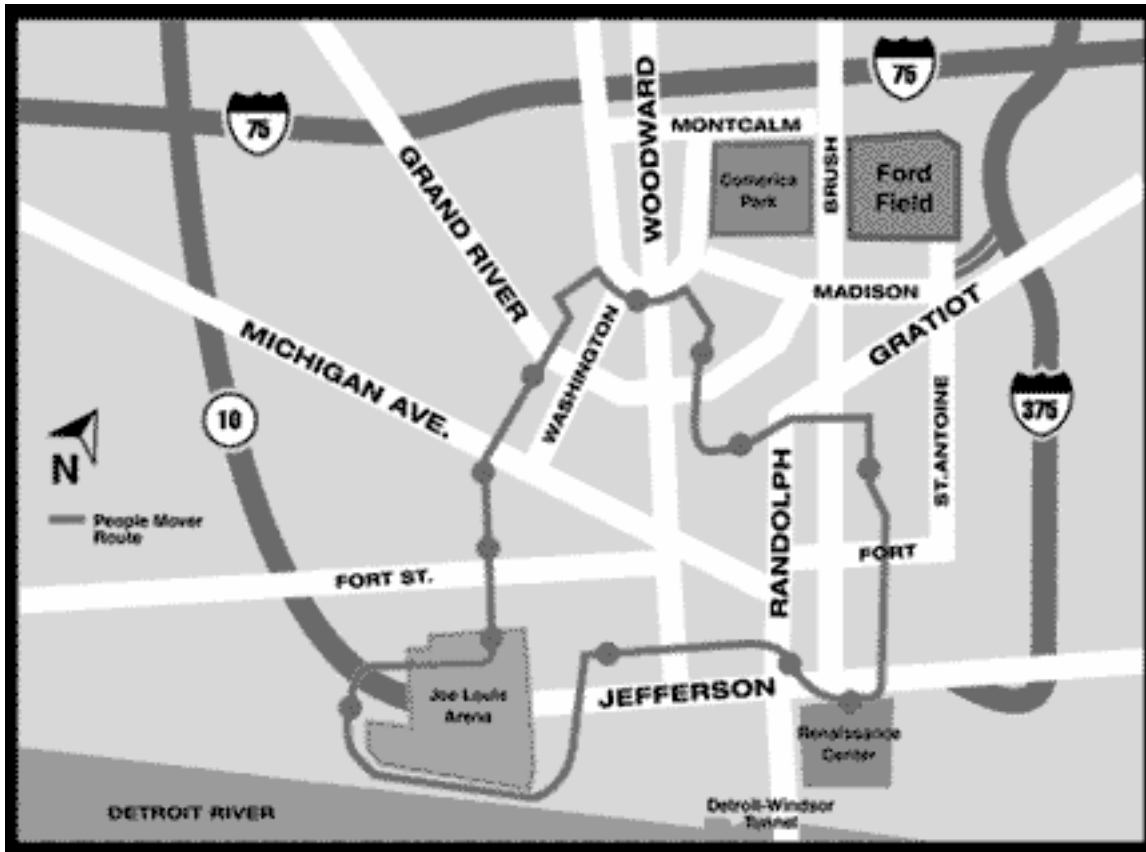 75
75
WOODWARD
MONTCALM
GRAND RIVER
Comerica
Park
BRUSH
Ford
Field
MADISON
GRATIOT
WASHINGTON
MICHIGAN AVE.
10
375
N
People Mover
Route
RANDOLPH
ST. ANTOINE
FORT
FORT ST.
JEFFERSON
Joe Louis
Arena
Renaissance
Center
DETROIT RIVER
Detroit-Windsor
Tunnel